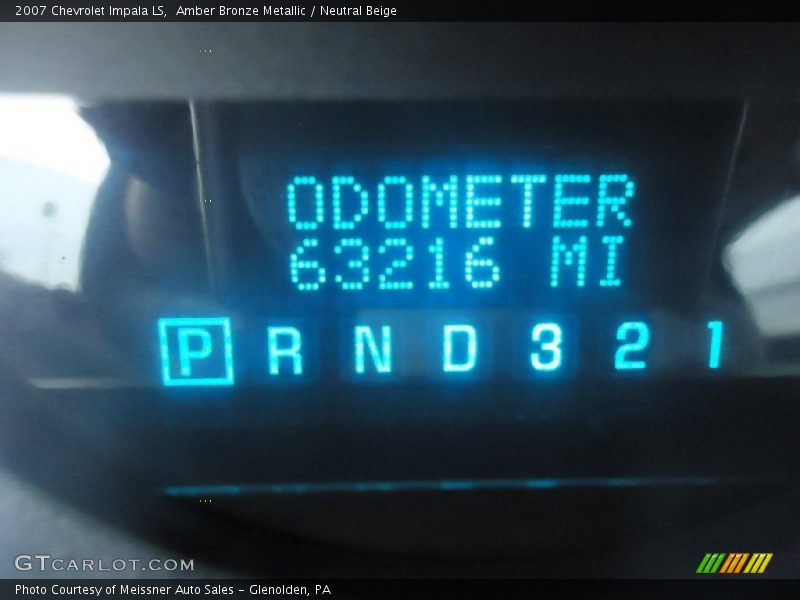 2007 Chevrolet Impala LS,  Amber Bronze Metallic / Neutral Beige
ODOMETER
63216 MI
P R N D 3 2 1
GTCARLOT.COM
Photo Courtesy of Meissner Auto Sales – Glenolden, PA